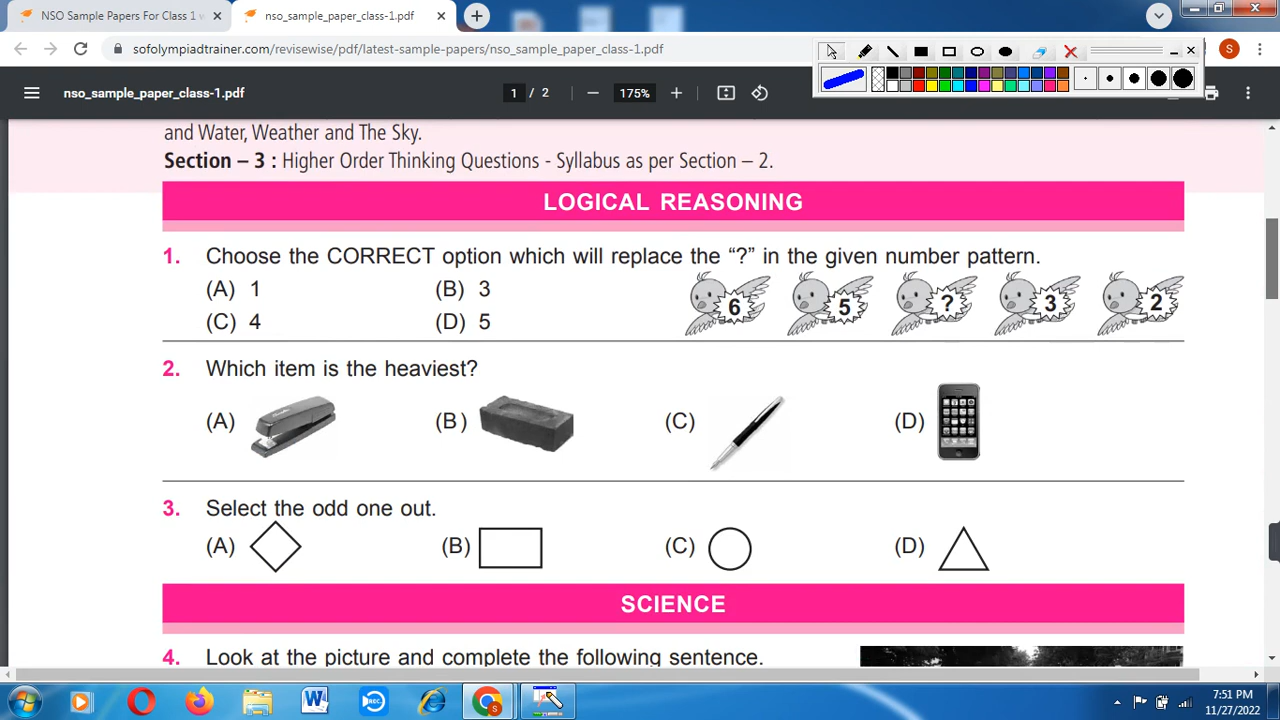 NSO Sample Papers For Class 1 w
nso_Sample_paper_class-1.pdf
sofolympiadtrainer.com/revisewise/pdf/latest-sample-papers/nso_sample_paper_class-1.pdf
S
nso_sample_paper_class-1.pdf
1 / 2
175%
and Water, Weather and The Sky.
Section – 3 : Higher Order Thinking Questions - Syllabus as per Section – 2.
LOGICAL REASONING
1. Choose the CORRECT option which will replace the “?” in the given number pattern.
(A) 1 (B) 3
(C) 4 (D) 5
6 5 ? 3 2
2. Which item is the heaviest?
(A) (B) (C) (D)
3. Select the odd one out.
(A) (B) (C) (D)
SCIENCE
4. Look at the picture and complete the following sentence.
7:51 PM
11/27/2022